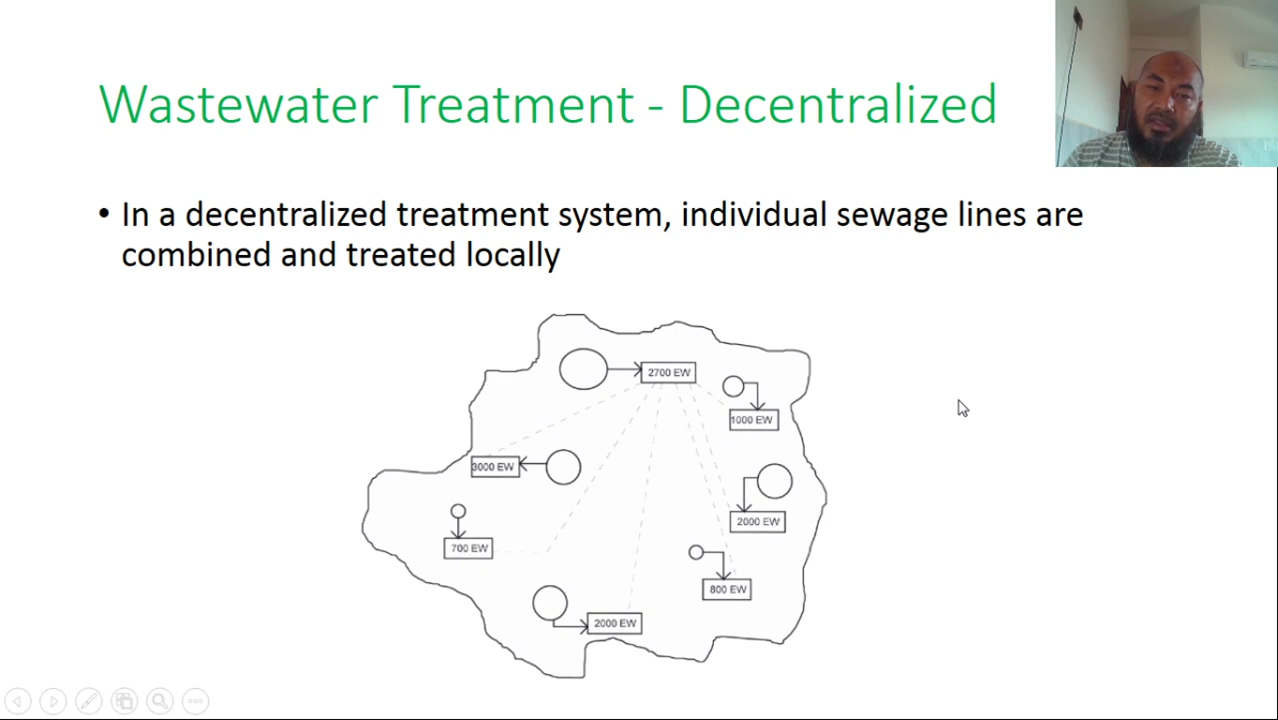 Wastewater Treatment - Decentralized
• In a decentralized treatment system, individual sewage lines are
combined and treated locally
2700 EW
1000 EW
3000 EW
2000 EW
700 EW
800 EW
2000 EW